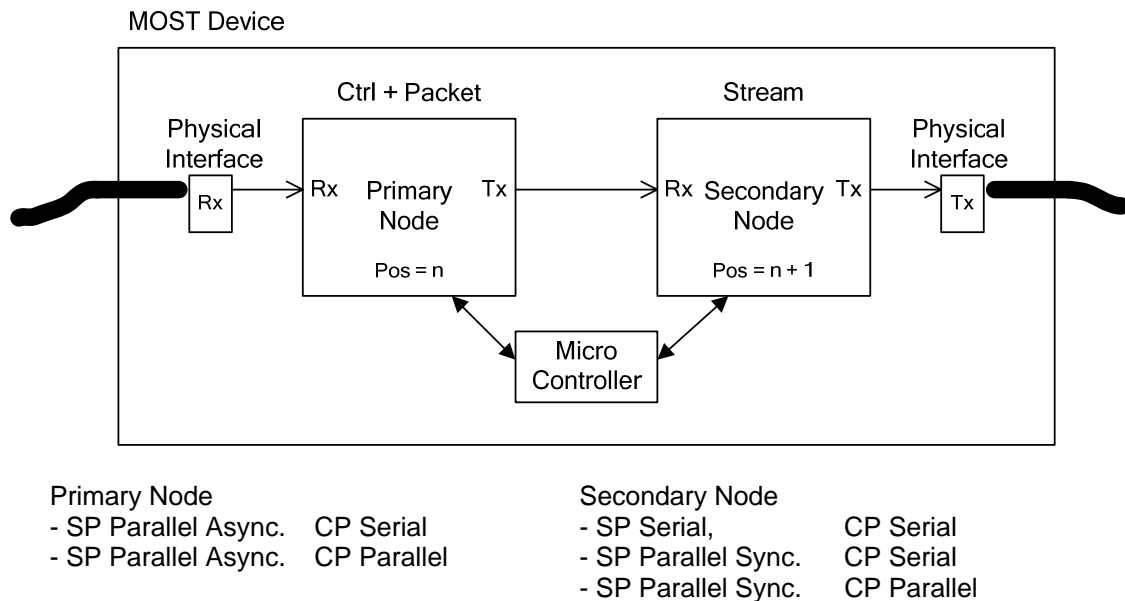 MOST Device
Ctrl + Packet
Stream
Physical
Interface
Physical
Interface
Rx
Rx
Primary
Node
Tx
Pos = n
Rx
Secondary
Node
Tx
Pos = n + 1
Tx
Micro
Controller
Primary Node
- SP Parallel Async. CP Serial
- SP Parallel Async. CP Parallel
Secondary Node
- SP Serial, CP Serial
- SP Parallel Sync. CP Serial
- SP Parallel Sync. CP Parallel